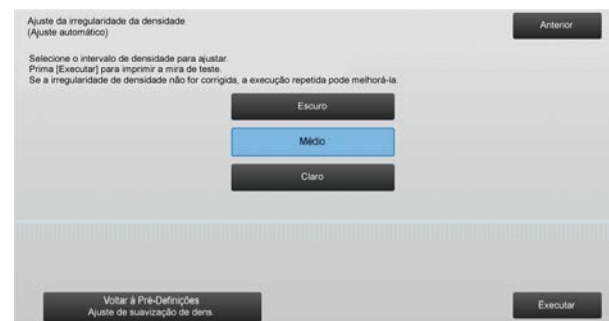 Ajuste da irregularidade da densidade
(Ajuste automático)
Anterior
Selecione o intervalo de densidade para ajustar.
Prima [Executar] para imprimir a mira de teste.
Se a irregularidade de densidade não for corrigida, a execução repetida pode melhorá-la.
Escuro
Médio
Claro
Voltar à Pré-Definições
Ajuste de suavização de dens.
Executar